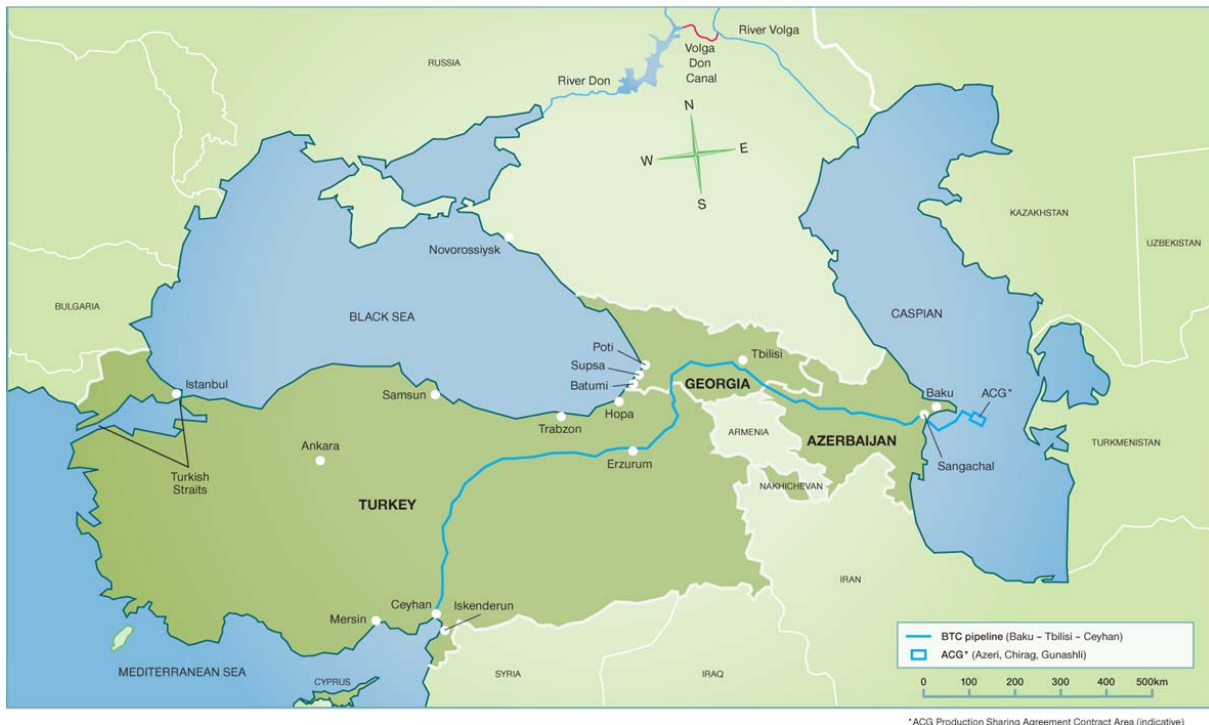 River Volga
Volga
Don
Canal
RUSSIA
River Don
N
W
E
S
KAZAKHSTAN
UZBEKISTAN
Novorossiysk
BULGARIA
BLACK SEA
CASPIAN
Poti
Tbilisi
Supsa
Istanbul
Batumi
GEORGIA
Samsun
Baku
ACG*
Hopa
Trabzon
ARMENIA
AZERBAIJAN
TURKMENISTAN
Ankara
Erzurum
Sangachal
Turkish
Straits
NAKHICHEVAN
TURKEY
IRAN
Ceyhan
Iskenderun
Mersin
MEDITERRANEAN SEA
CYPRUS
SYRIA
IRAQ
BTC pipeline (Baku – Tbilisi – Ceyhan)
ACG* (Azeri, Chirag, Gunashli)
0 100 200 300 400 500km
*ACG Production Sharing Agreement Contract Area (indicative)